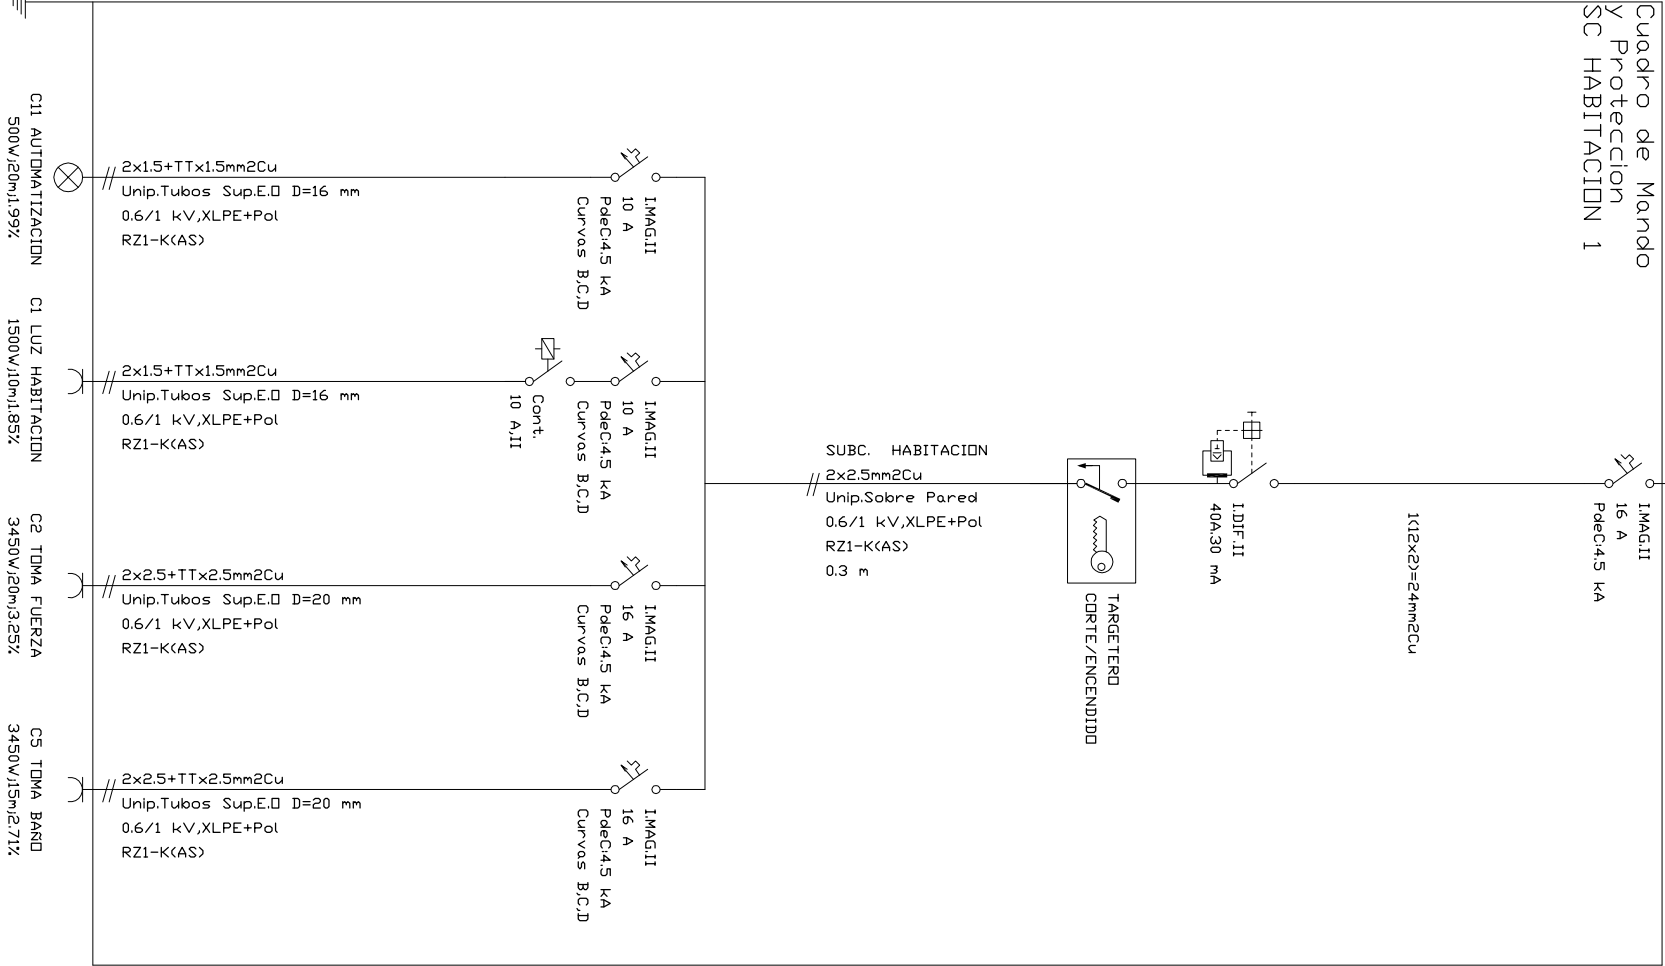 Cuadro de Mando
y Proteccion
SC HABITACION 1
I.MAG.II
16 A
PdeC:4.5 kA
1(12x2)=24mm2Cu
I.DIF.II
40A.30 mA
TARGETERO
CORTE/ENCENDIDO
SUBC. HABITACION
2x2.5mm2Cu
Unip.Sobre Pared
0.6/1 kV,XLPE+Pol
RZ1-K(AS)
0.3 m
I.MAG.II
10 A
PdeC:4.5 kA
Curvas B,C,D
2x1.5+TTx1.5mm2Cu
Unip.Tubos Sup.E.O D=16 mm
0.6/1 kV,XLPE+Pol
RZ1-K(AS)
C11 AUTOMATIZACION
500W;20m;1.99%
I.MAG.II
10 A
PdeC:4.5 kA
Curvas B,C,D
Cont.
10 A,II
2x1.5+TTx1.5mm2Cu
Unip.Tubos Sup.E.O D=16 mm
0.6/1 kV,XLPE+Pol
RZ1-K(AS)
C1 LUZ HABITACION
1500W;10m;1.85%
I.MAG.II
16 A
PdeC:4.5 kA
Curvas B,C,D
2x2.5+TTx2.5mm2Cu
Unip.Tubos Sup.E.O D=20 mm
0.6/1 kV,XLPE+Pol
RZ1-K(AS)
C2 TOMA FUERZA
3450W;20m;3.25%
I.MAG.II
16 A
PdeC:4.5 kA
Curvas B,C,D
2x2.5+TTx2.5mm2Cu
Unip.Tubos Sup.E.O D=20 mm
0.6/1 kV,XLPE+Pol
RZ1-K(AS)
C5 TOMA BAÑO
3450W;15m;2.71%